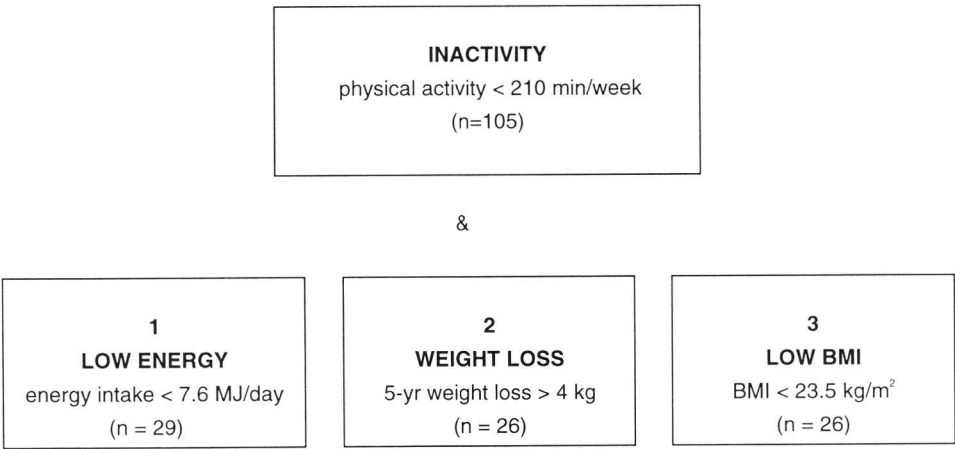 INACTIVITY
physical activity < 210 min/week
(n=105)
&
1
LOW ENERGY
energy intake < 7.6 MJ/day
(n = 29)
2
WEIGHT LOSS
5-yr weight loss > 4 kg
(n = 26)
3
LOW BMI
BMI < 23.5 kg/m²
(n = 26)